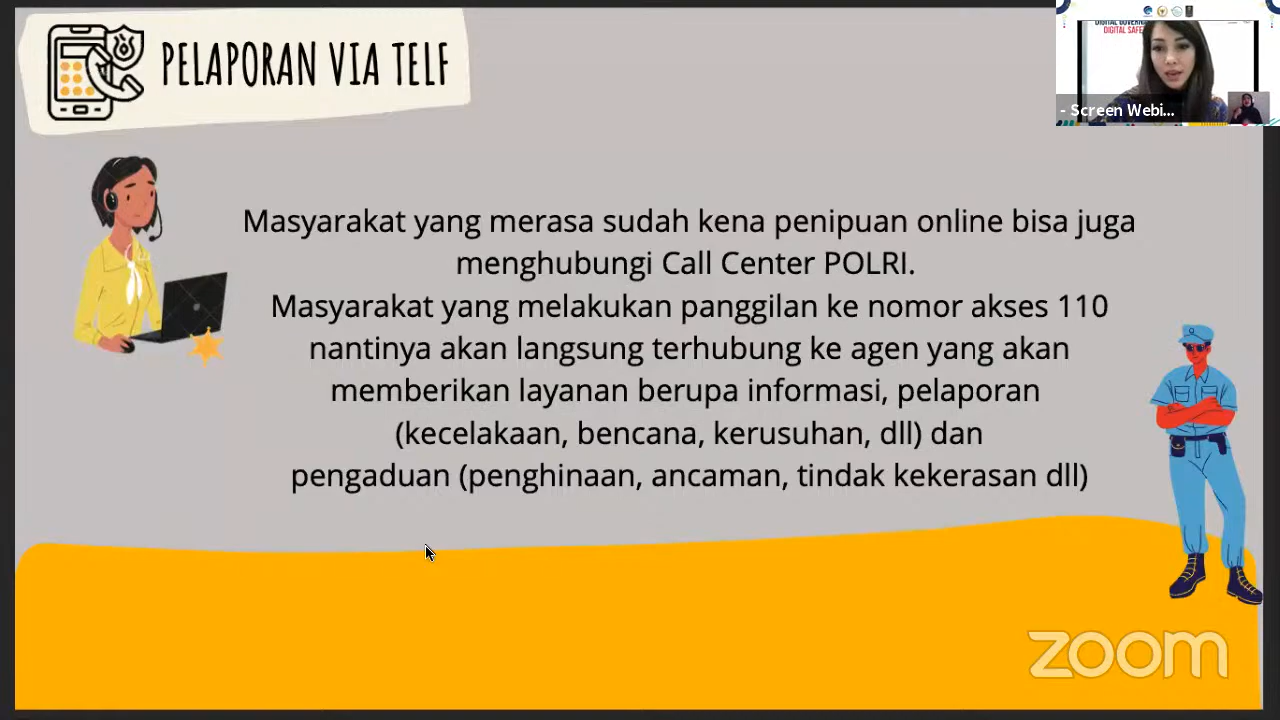 PELAPORAN VIA TELF
DIGITAL SAFE
- Screen Webi...
Masyarakat yang merasa sudah kena penipuan online bisa juga
menghubungi Call Center POLRI.
Masyarakat yang melakukan panggilan ke nomor akses 110
nantinya akan langsung terhubung ke agen yang akan
memberikan layanan berupa informasi, pelaporan
(kecelakaan, bencana, kerusuhan, dll) dan
pengaduan (penghinaan, ancaman, tindak kekerasan dll)
zoom